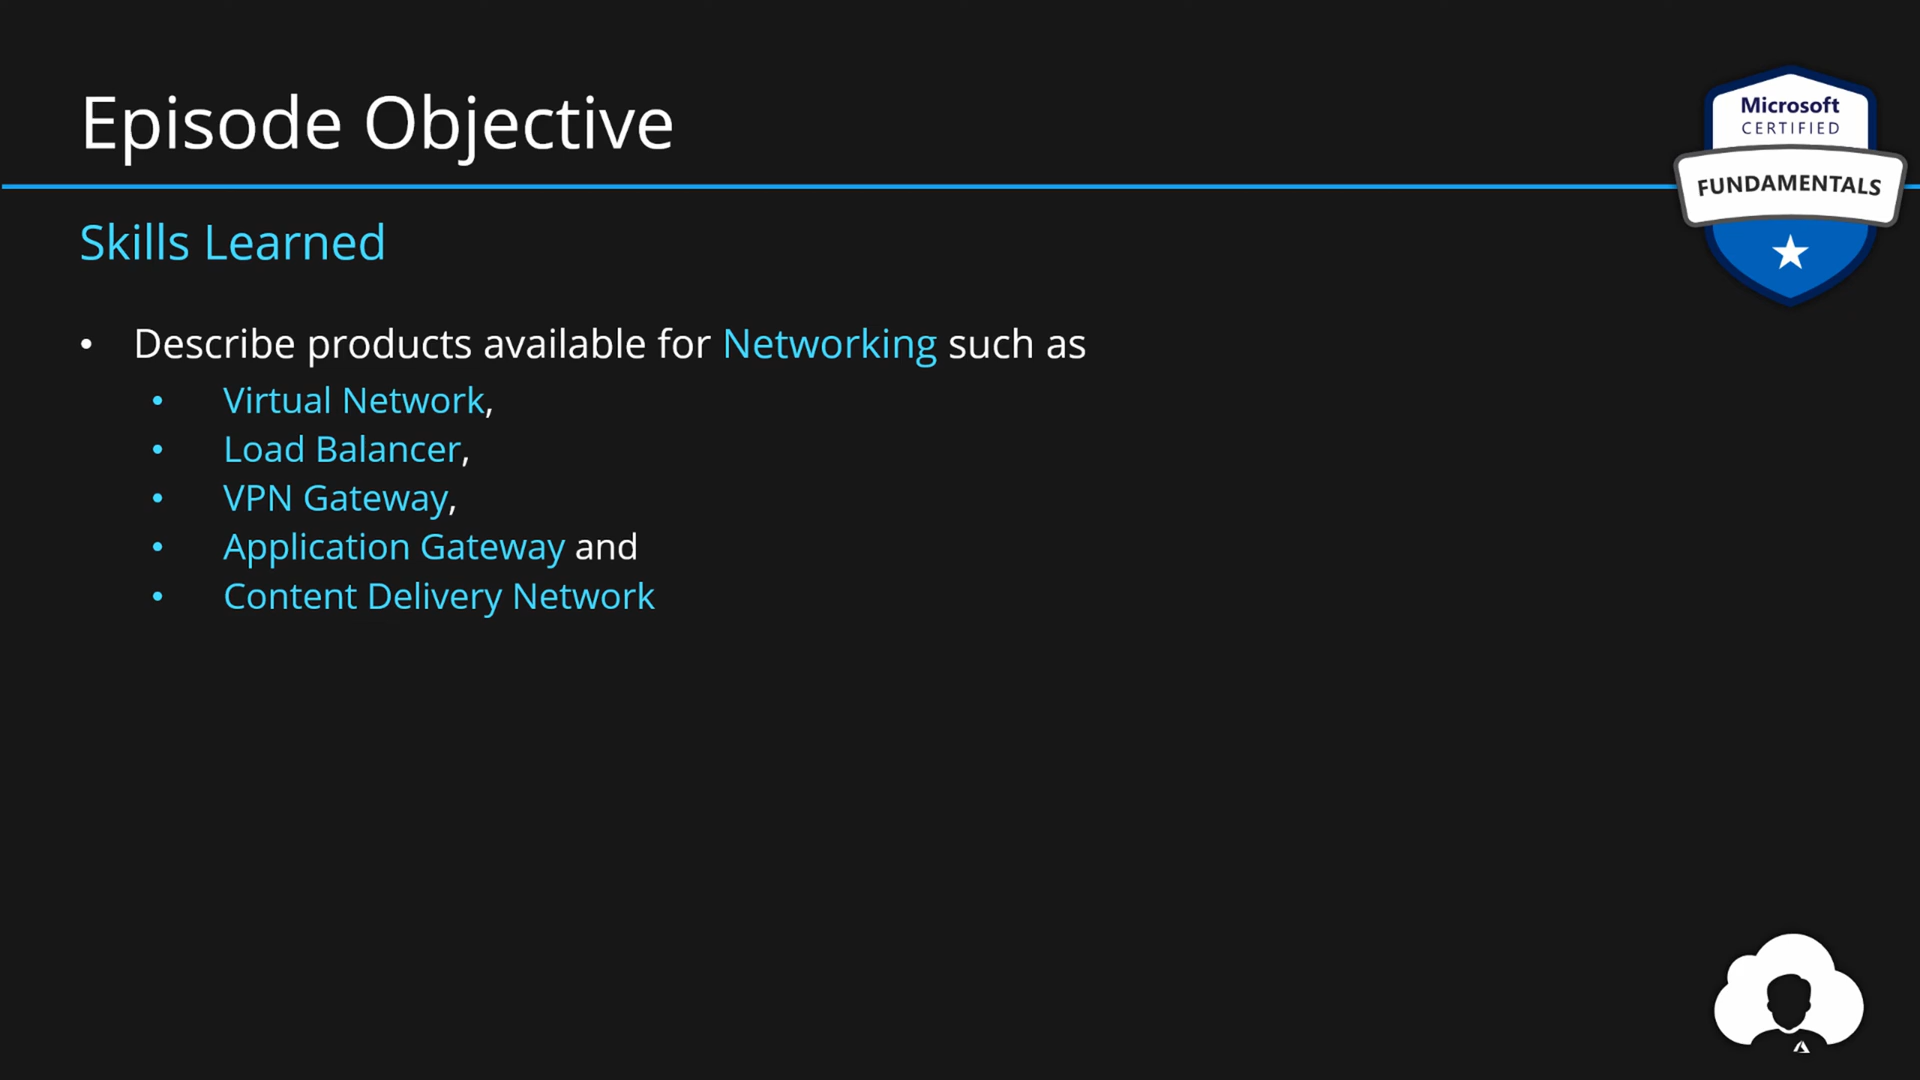 Episode Objective
Microsoft
CERTIFIED
FUNDAMENTALS
Skills Learned
• Describe products available for Networking such as
• Virtual Network,
• Load Balancer,
• VPN Gateway,
• Application Gateway and
• Content Delivery Network